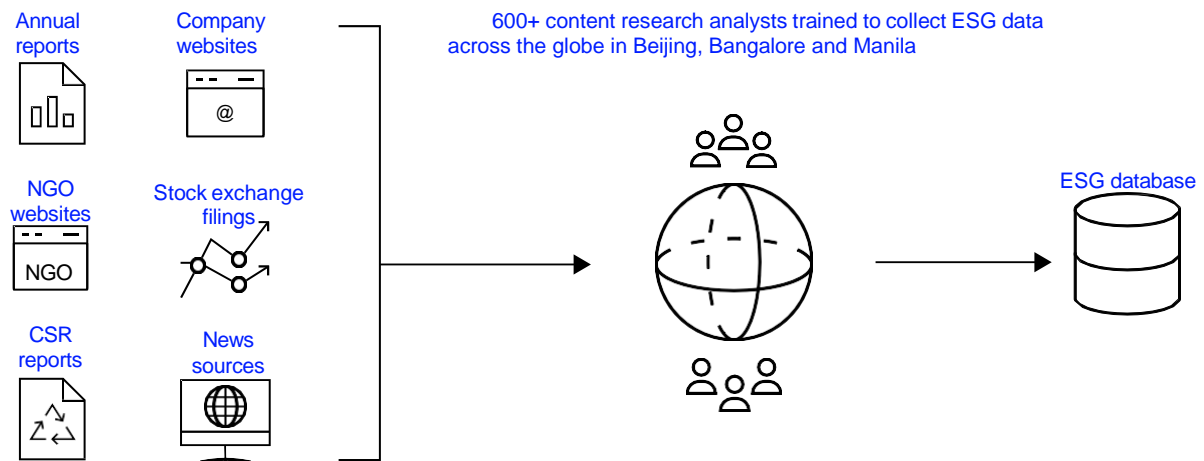 Annual
reports
Company
websites
600+ content research analysts trained to collect ESG data
across the globe in Beijing, Bangalore and Manila
@
NGO
websites
NGO
Stock exchange
filings
ESG database
CSR
reports
News
sources